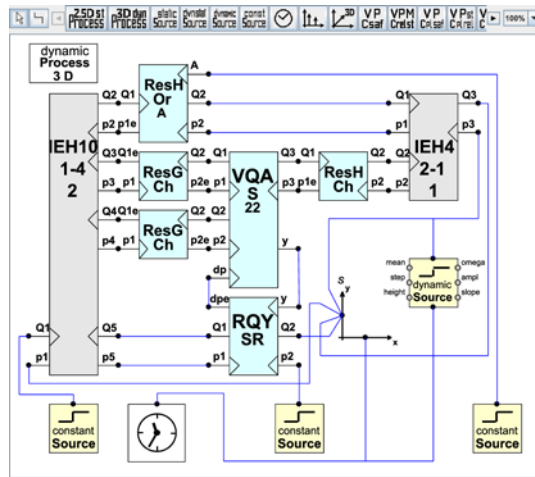 2.5D st 3D dyn static dynstat dynamic const VP VPM VP VPst V
Process Process Source Source Source Source Csaf Crelst Cplsaf Cplrel C 100%
dynamic
Process
3 D
A
Q2 Q1 ResH Q2 Q1 Q3
Or
A
p2 p1e p2 p1 p3
IEH10
1-4
2
IEH4
2-1
1
Q3 Q1e Q2 Q1 VQA Q3 Q1 Q2 Q2
ResG
Ch
S
22
ResH
Ch
p3 p1 p2e p1 p3 p1e p2 p2
Q4 Q1e Q2 Q2
ResG
Ch
y
p4 p1 p2e p2
dp
S
y
x
mean omega
step ampl
height slope
dynamic
Source
dpe y
Q1 Q5 Q1 RQY Q2
SR
p1 p5 p1 p2
constant
Source
constant
Source
constant
Source